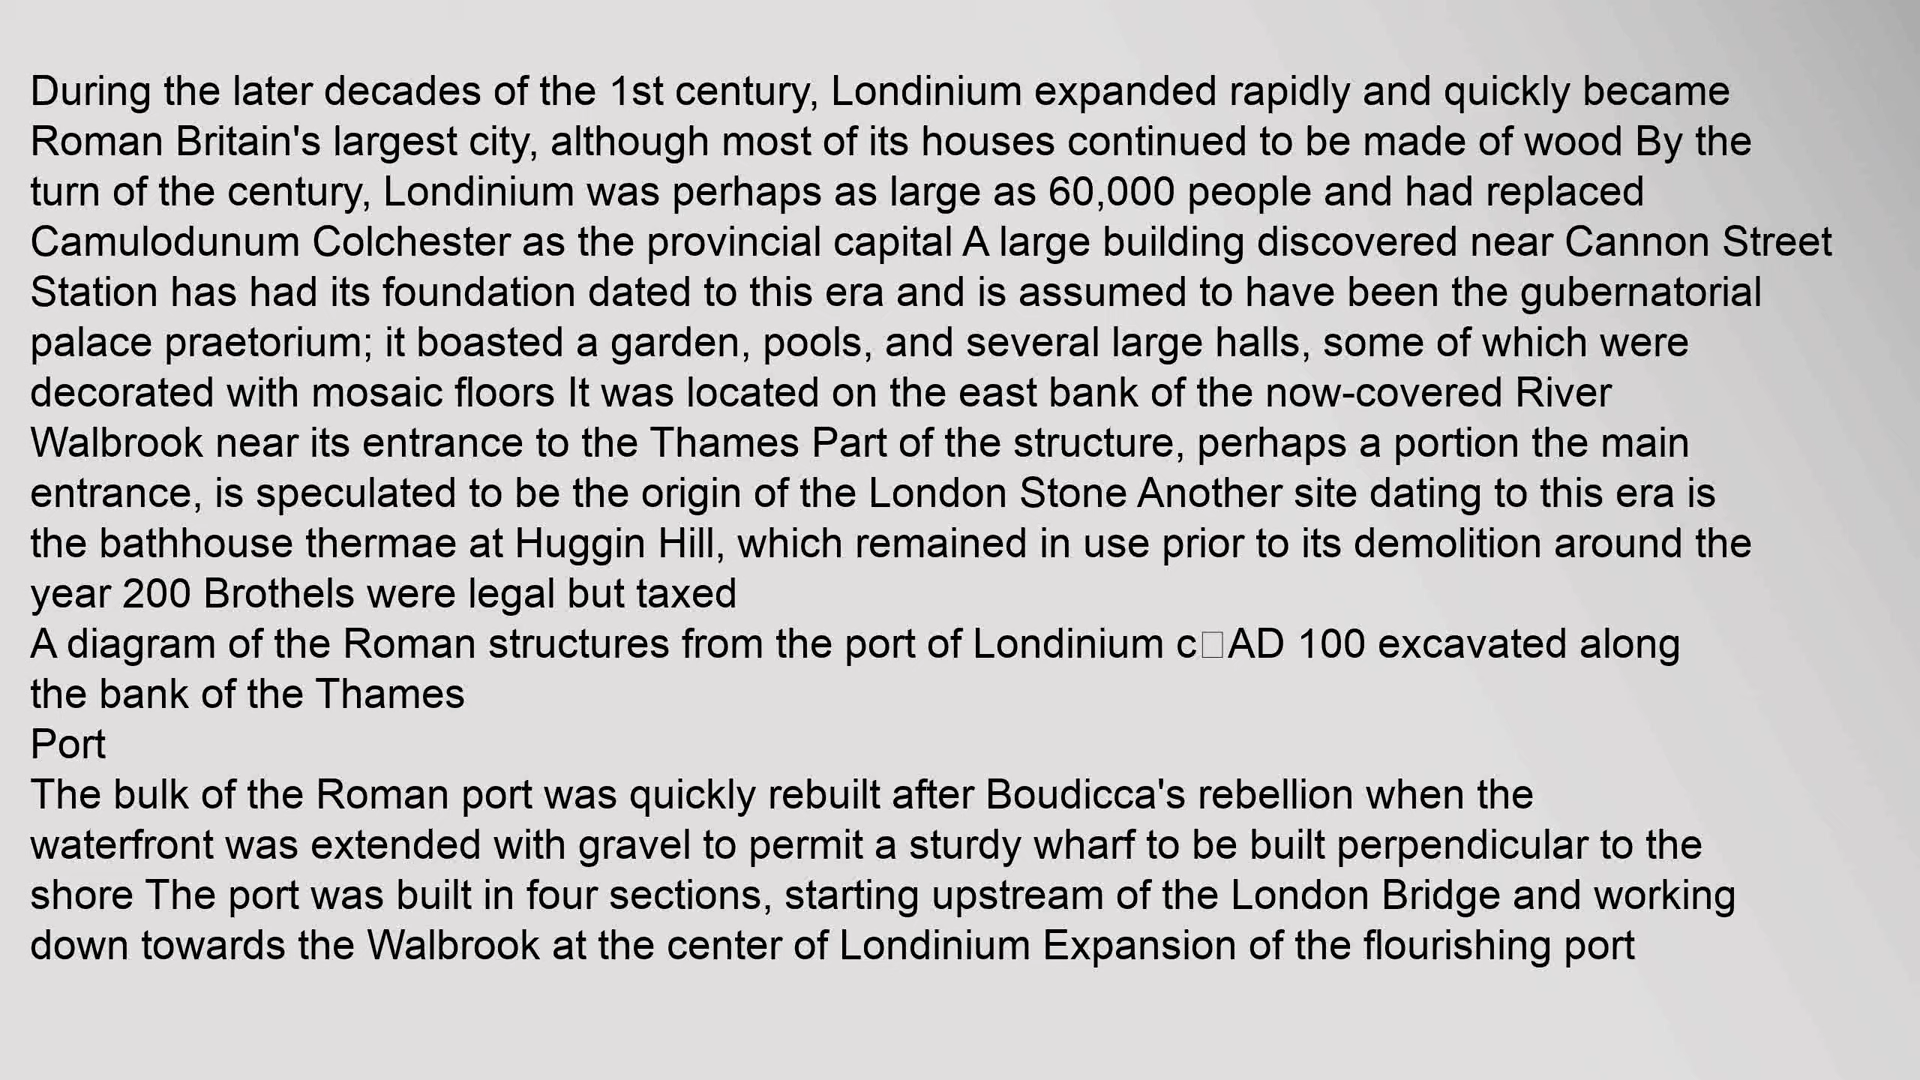 During the later decades of the 1st century, Londinium expanded rapidly and quickly became
Roman Britain's largest city, although most of its houses continued to be made of wood By the
turn of the century, Londinium was perhaps as large as 60,000 people and had replaced
Camulodunum Colchester as the provincial capital A large building discovered near Cannon Street
Station has had its foundation dated to this era and is assumed to have been the gubernatorial
palace praetorium; it boasted a garden, pools, and several large halls, some of which were
decorated with mosaic floors It was located on the east bank of the now-covered River
Walbrook near its entrance to the Thames Part of the structure, perhaps a portion the main
entrance, is speculated to be the origin of the London Stone Another site dating to this era is
the bathhouse thermae at Huggin Hill, which remained in use prior to its demolition around the
year 200 Brothels were legal but taxed
A diagram of the Roman structures from the port of Londinium c□AD 100 excavated along
the bank of the Thames
Port
The bulk of the Roman port was quickly rebuilt after Boudicca's rebellion when the
waterfront was extended with gravel to permit a sturdy wharf to be built perpendicular to the
shore The port was built in four sections, starting upstream of the London Bridge and working
down towards the Walbrook at the center of Londinium Expansion of the flourishing port